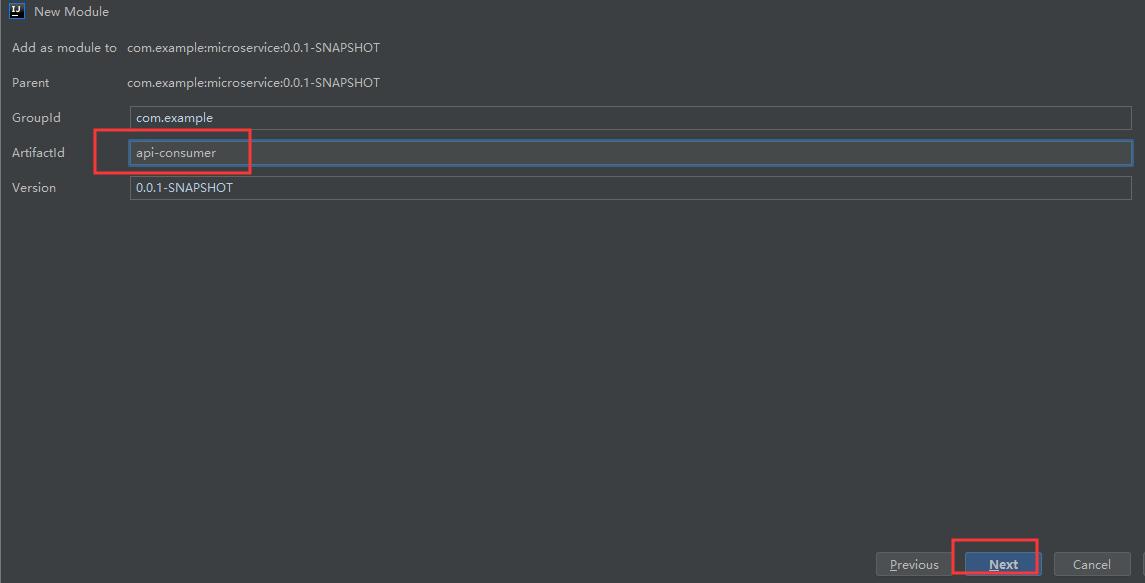 IJ New Module
Add as module to com.example:microservice:0.0.1-SNAPSHOT
Parent com.example:microservice:0.0.1-SNAPSHOT
GroupId com.example
ArtifactId api-consumer
Version 0.0.1-SNAPSHOT
Previous Next Cancel